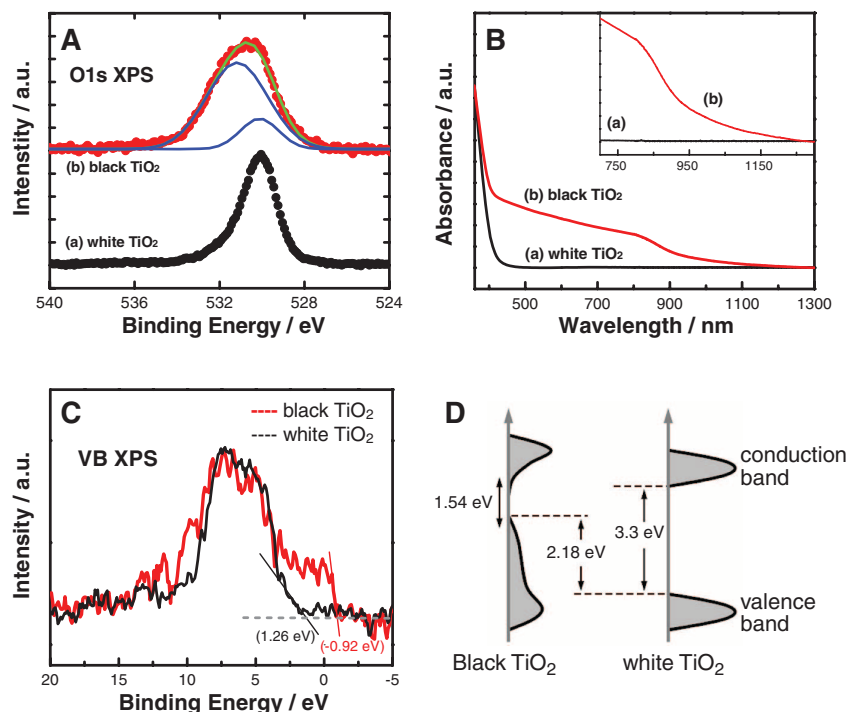 A
O1s XPS
(b) black TiO2
(a) white TiO2
Intenstity / a.u.
540 536 532 528 524
Binding Energy / eV
B
(b)
(a)
750 950 1150
(b) black TiO2
(a) white TiO2
Absorbance / a.u.
500 700 900 1100 1300
Wavelength / nm
C
black TiO2
white TiO2
VB XPS
Intensity / a.u.
(1.26 eV)
(-0.92 eV)
20 15 10 5 0 -5
Binding Energy / eV
D
conduction
band
1.54 eV
2.18 eV
3.3 eV
valence
band
Black TiO2
white TiO2